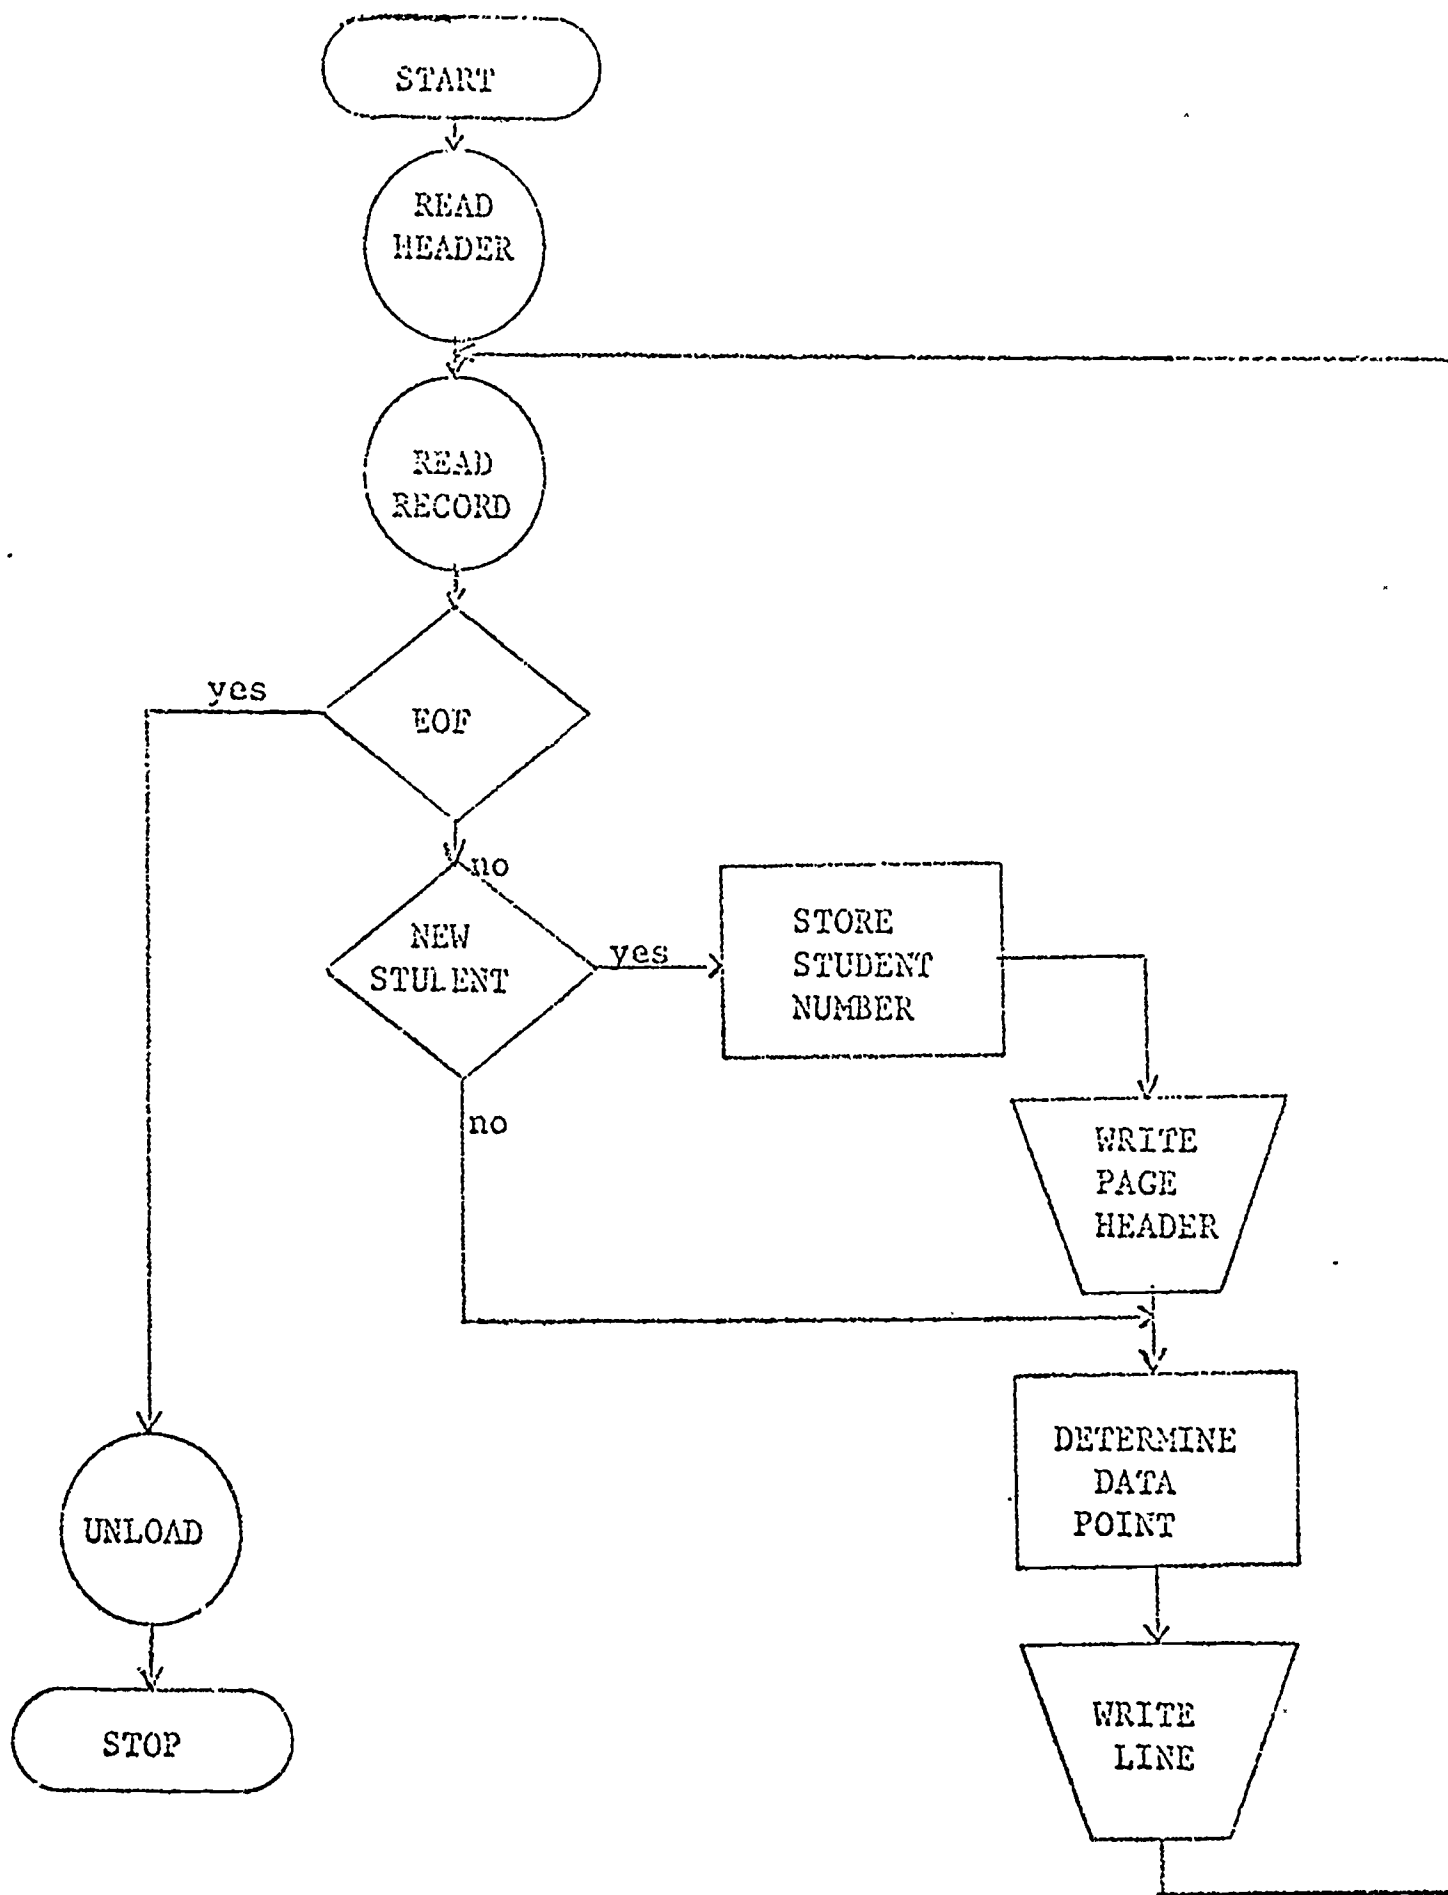 START
READ
HEADER
READ
RECORD
yes
EOF
no
NEW
STUDENT
yes
STORE
STUDENT
NUMBER
no
WRITE
PAGE
HEADER
DETERMINE
DATA
POINT
UNLOAD
WRITE
LINE
STOP